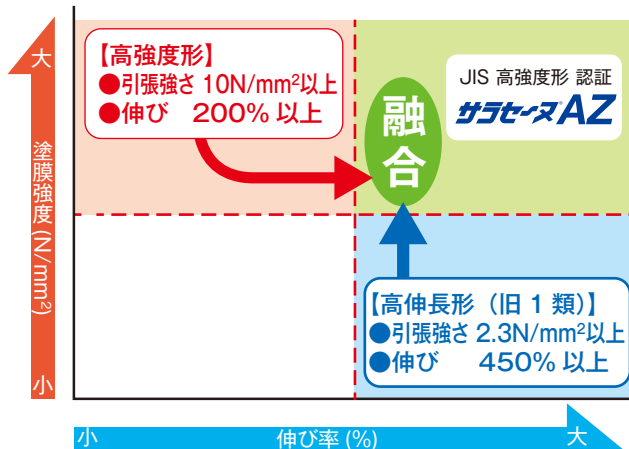 大
塗膜強度(N/mm²)
小
【高強度形】
●引張強さ 10N/mm²以上
●伸び 200% 以上
融合
JIS 高強度形 認証
サラセーヌAZ
【高伸長形（旧 1 類）】
●引張強さ 2.3N/mm²以上
●伸び 450% 以上
小
伸び率(%)
大